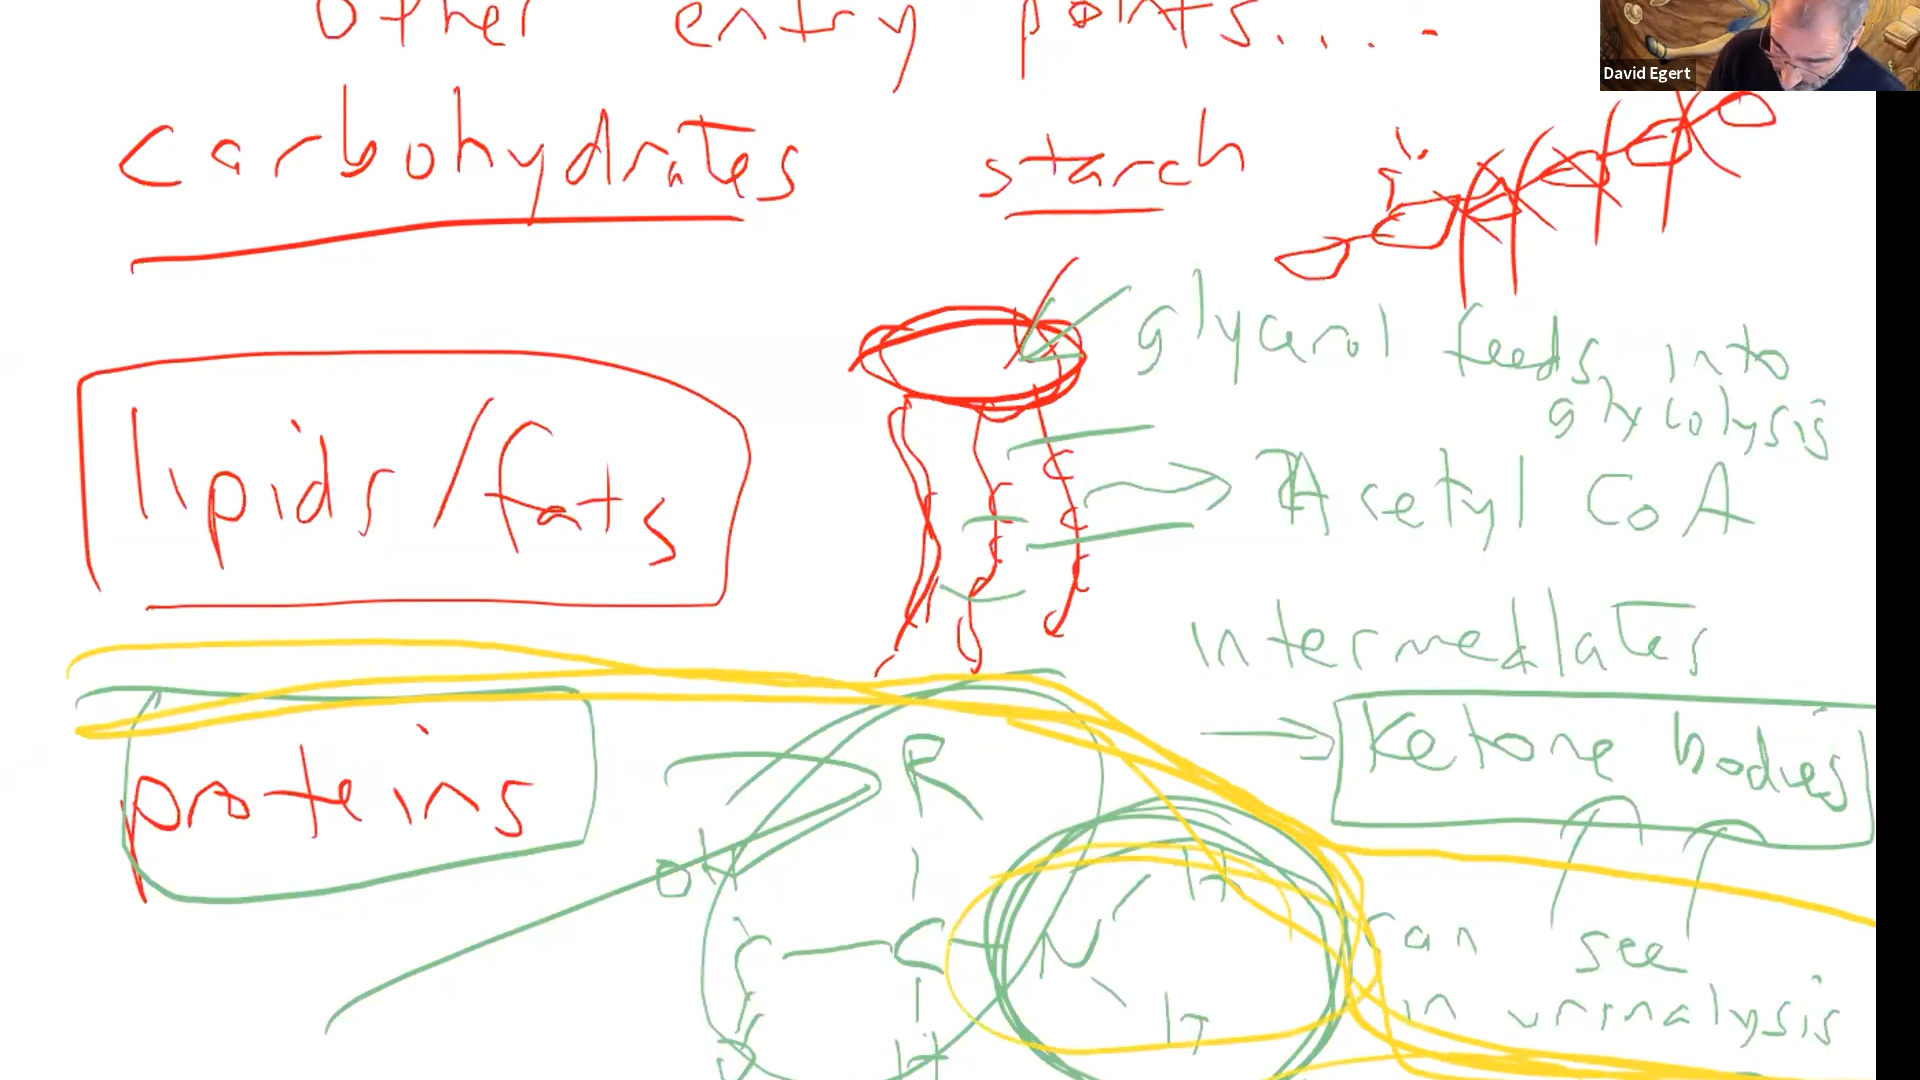 Other entry points.....
David Egert
carbohydrates starch
glycerol feeds into
glycolysis
lipids/fats
Acetyl CoA
intermediates
Ketone bodies
proteins
R
OH
H
C C N
can see
H
in urinalysis
H